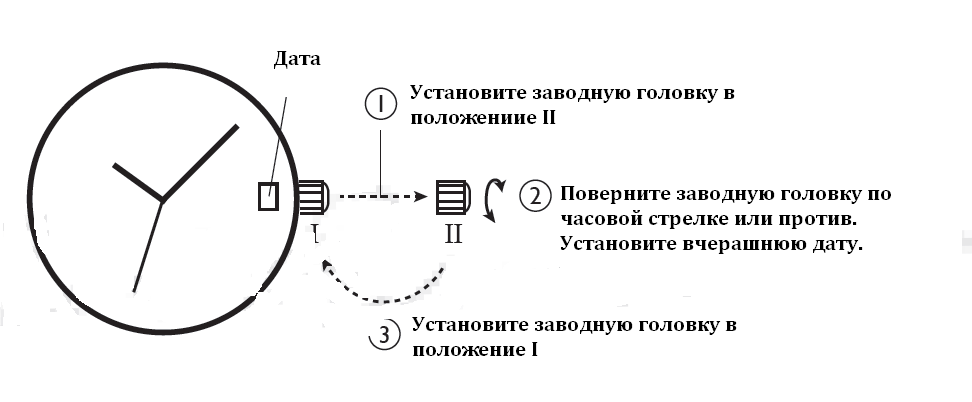 Дата
1 Установите заводную головку в
положениие II
I
II
2 Поверните заводную головку по
часовой стрелке или против.
Установите вчерашнюю дату.
3 Установите заводную головку в
положение I